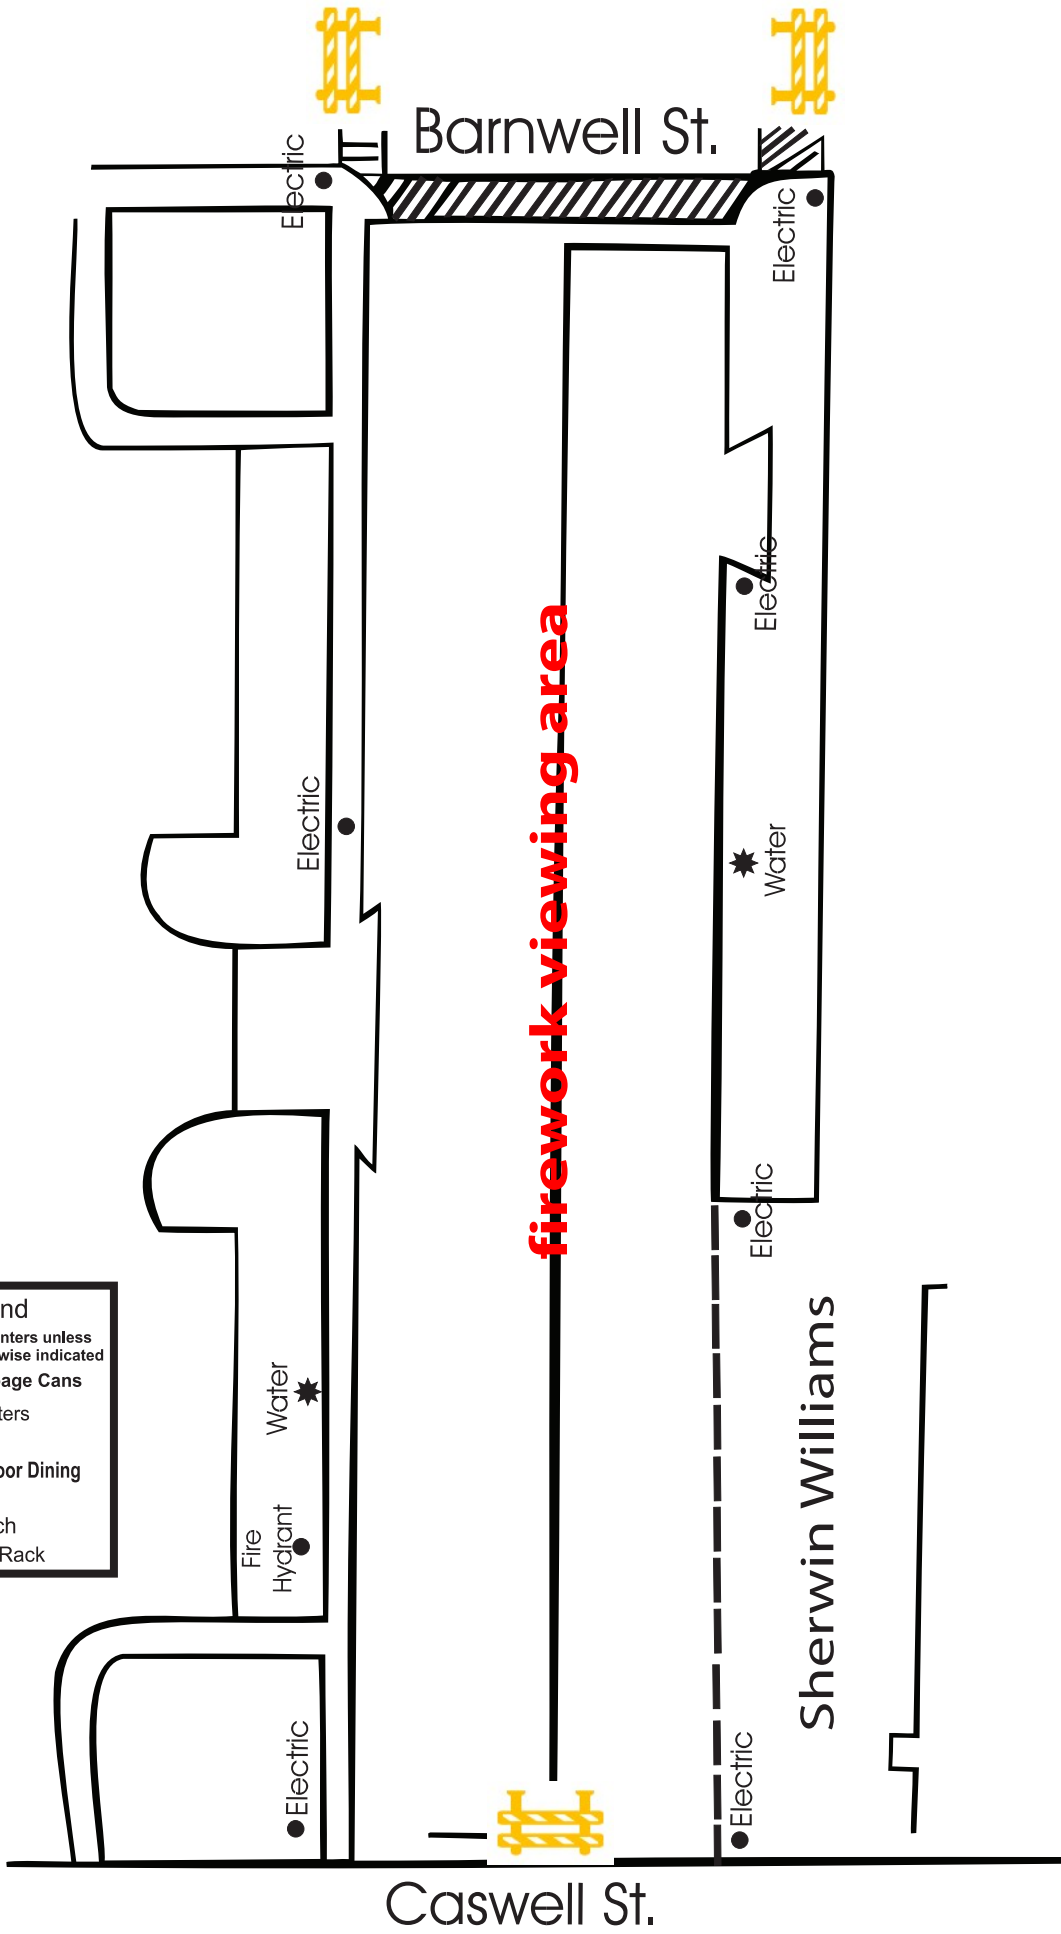 Barnwell St.
Electric
Electric
Electric
firework viewing area
Electric
Water
Electric
nd
nters unless
wise indicated
age Cans
ters
oor Dining
ch
Rack
Water
Fire
Hydrant
Sherwin Williams
Electric
Electric
Caswell St.